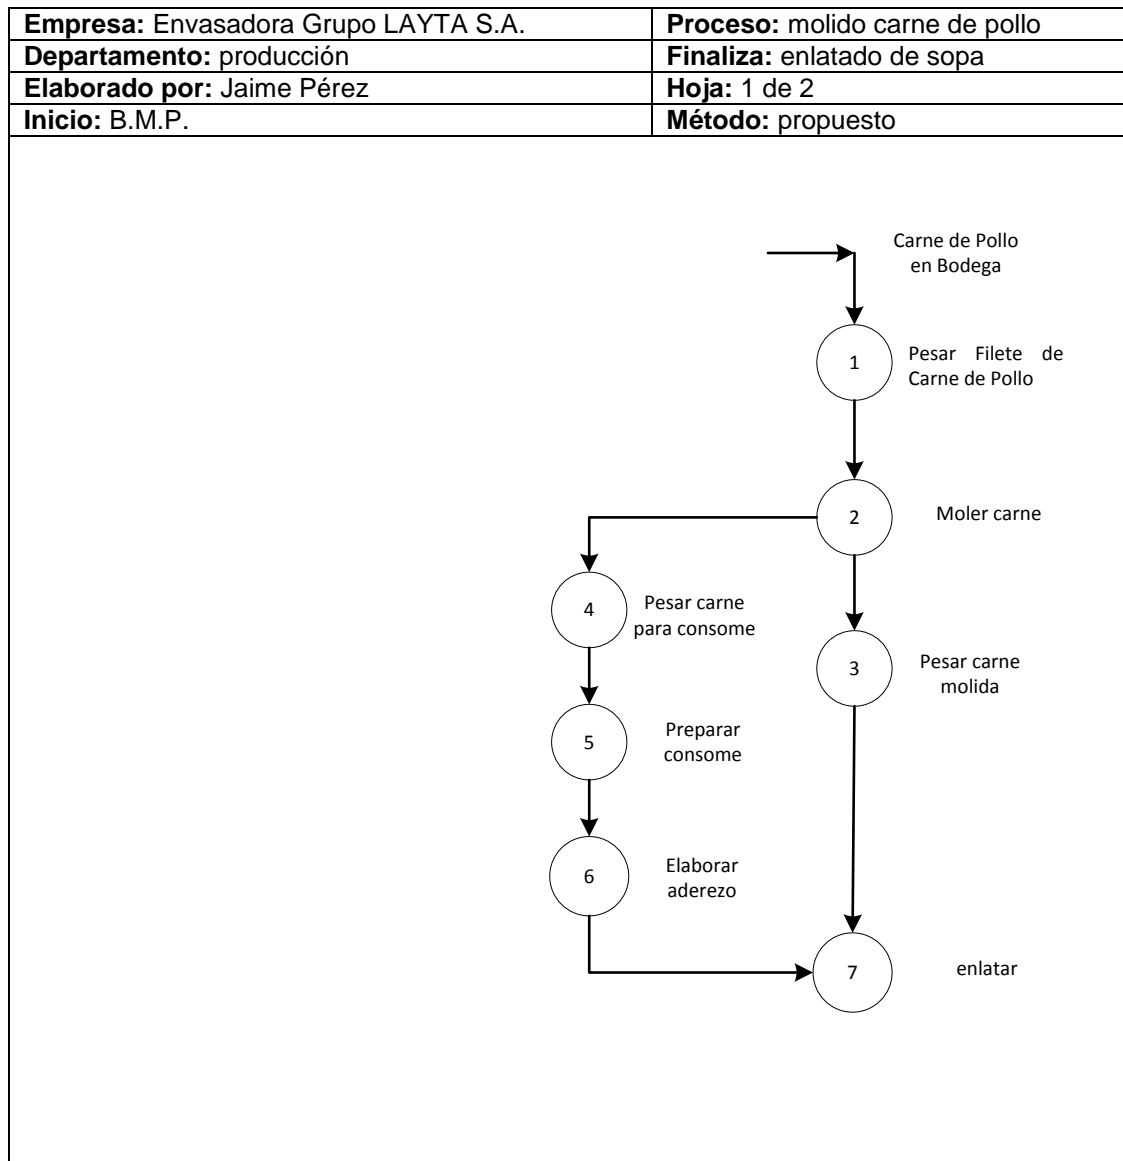 Empresa: Envasadora Grupo LAYTA S.A.
Proceso: molido carne de pollo
Departamento: producción
Finaliza: enlatado de sopa
Elaborado por: Jaime Pérez
Hoja: 1 de 2
Inicio: B.M.P.
Método: propuesto
Carne de Pollo
en Bodega
1
Pesar Filete de
Carne de Pollo
2
Moler carne
4
Pesar carne
para consome
3
Pesar carne
molida
5
Preparar
consome
6
Elaborar
aderezo
7
enlatar